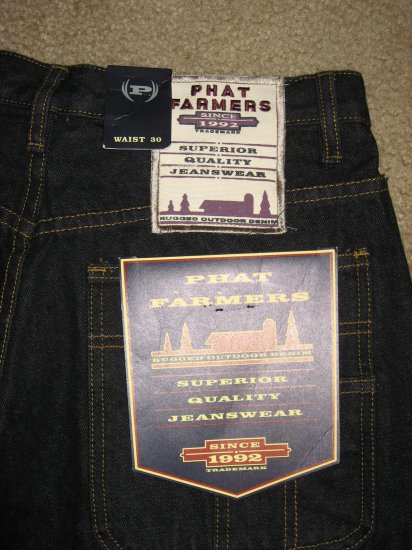 P
WAIST 30
PHAT
FARMERS
SINCE
1992
TRADEMARK
SUPERIOR
QUALITY
JEANSWEAR
RUGGED OUTDOOR DENIM
PHAT
FARMERS
RUGGED OUTDOOR DENIM
SUPERIOR
QUALITY
JEANSWEAR
SINCE
1992
TRADEMARK